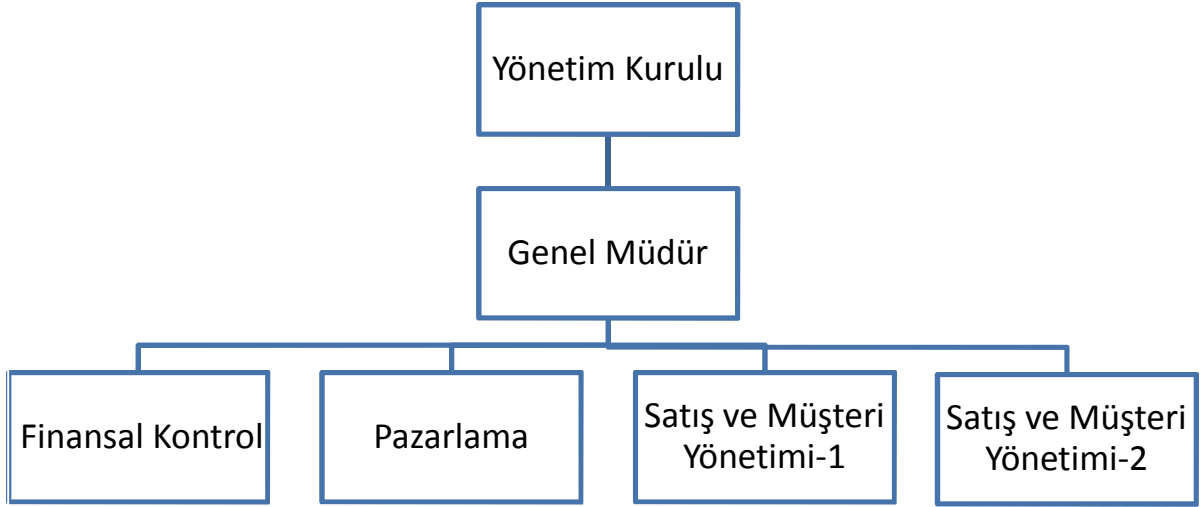 Yönetim Kurulu
Genel Müdür
Finansal Kontrol
Pazarlama
Satış ve Müşteri
Yönetimi-1
Satış ve Müşteri
Yönetimi-2